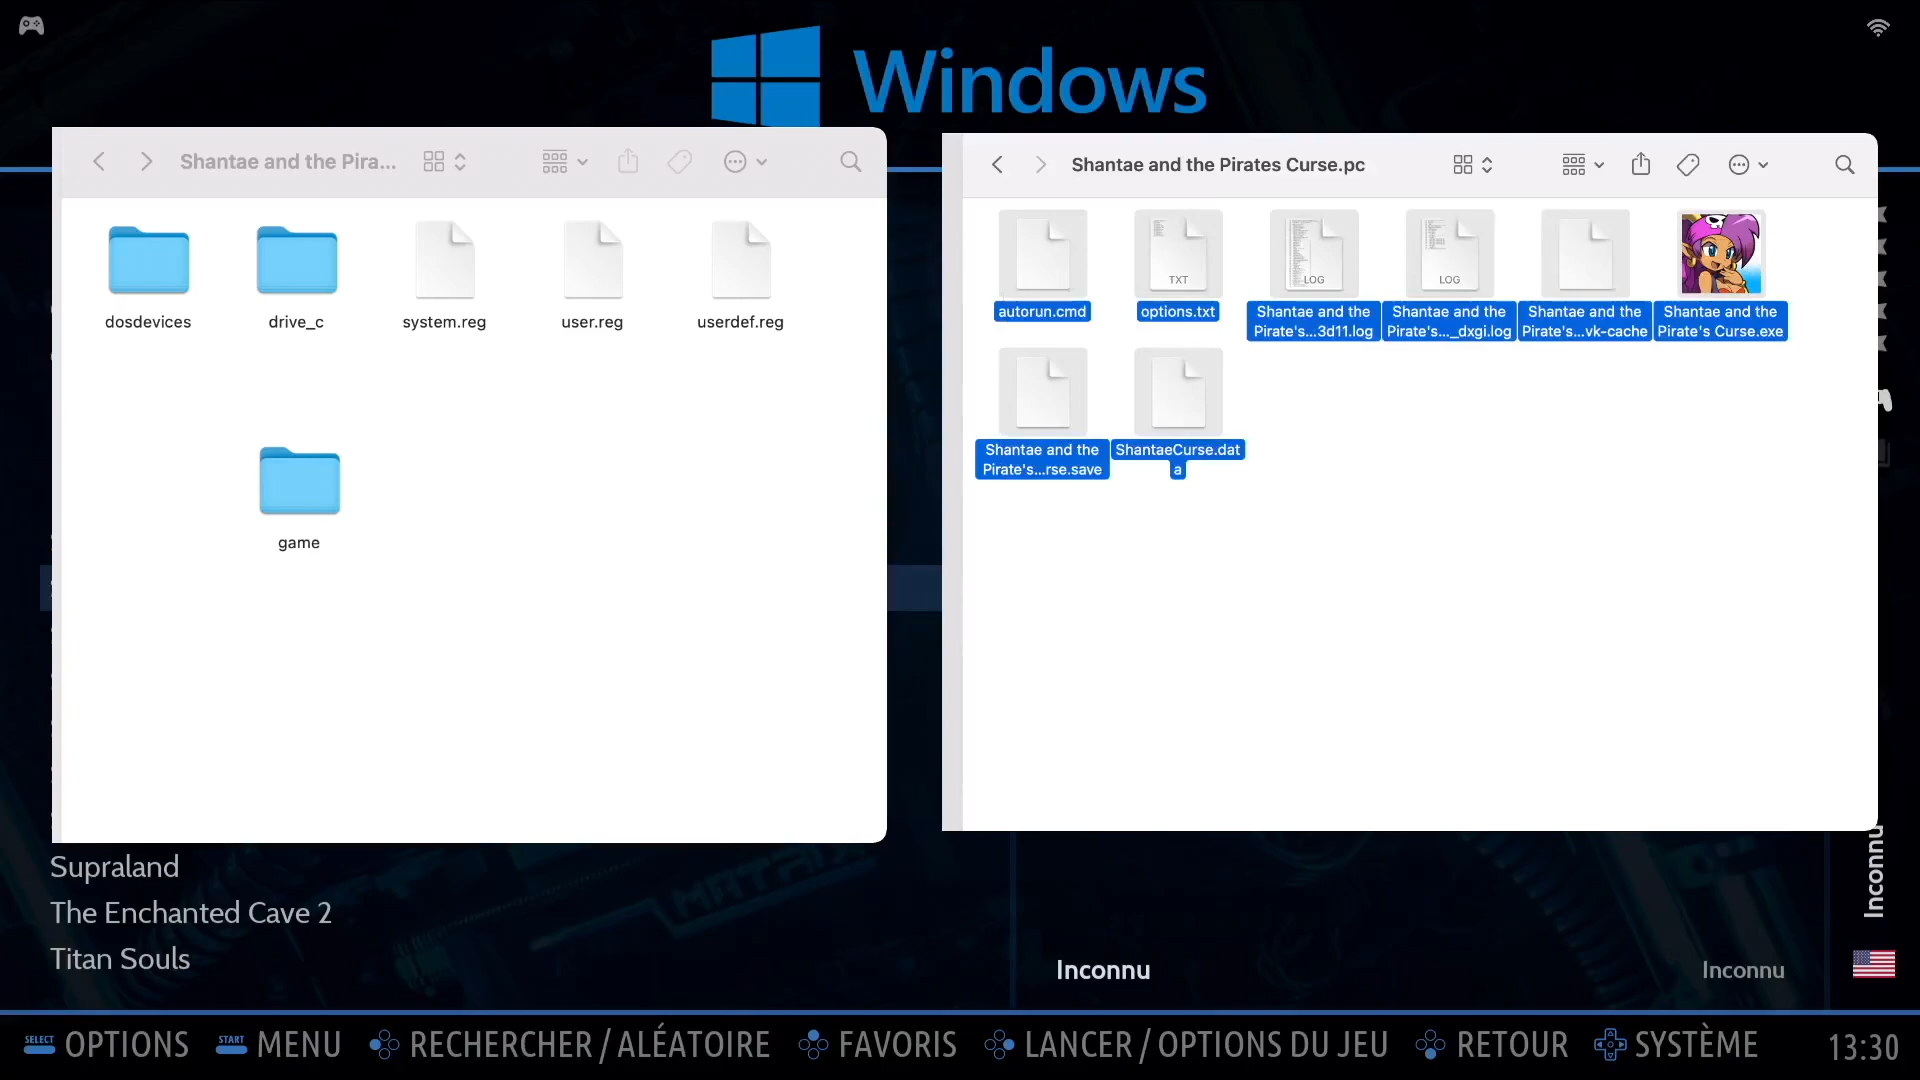 Windows
Shantae and the Pira...
dosdevices
drive_c
system.reg
user.reg
userdef.reg
game
Shantae and the Pirates Curse.pc
TXT
LOG
LOG
autorun.cmd
options.txt
Shantae and the
Pirate's...3d11.log
Shantae and the
Pirate's..._dxgi.log
Shantae and the
Pirate's...vk-cache
Shantae and the
Pirate's Curse.exe
Shantae and the
Pirate's...rse.save
ShantaeCurse.dat
a
Supraland
The Enchanted Cave 2
Titan Souls
Inconnu
Inconnu
Inconnu
SELECT OPTIONS START MENU RECHERCHER / ALÉATOIRE FAVORIS LANCER / OPTIONS DU JEU RETOUR SYSTÈME 13:30